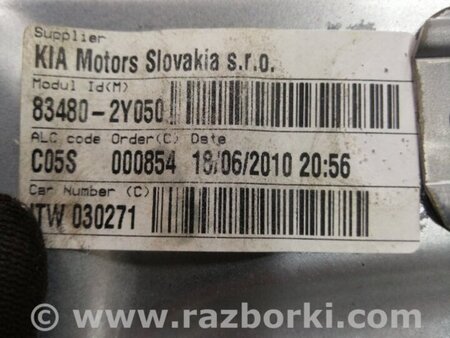 Supplier
KIA Motors Slovakia s.r.o.
Modul Id(M)
83480-2Y050
ALC code Order(C) Date
C05S 000854 18/06/2010 20:56
Car Number (C)
030271
© www.razborki.com